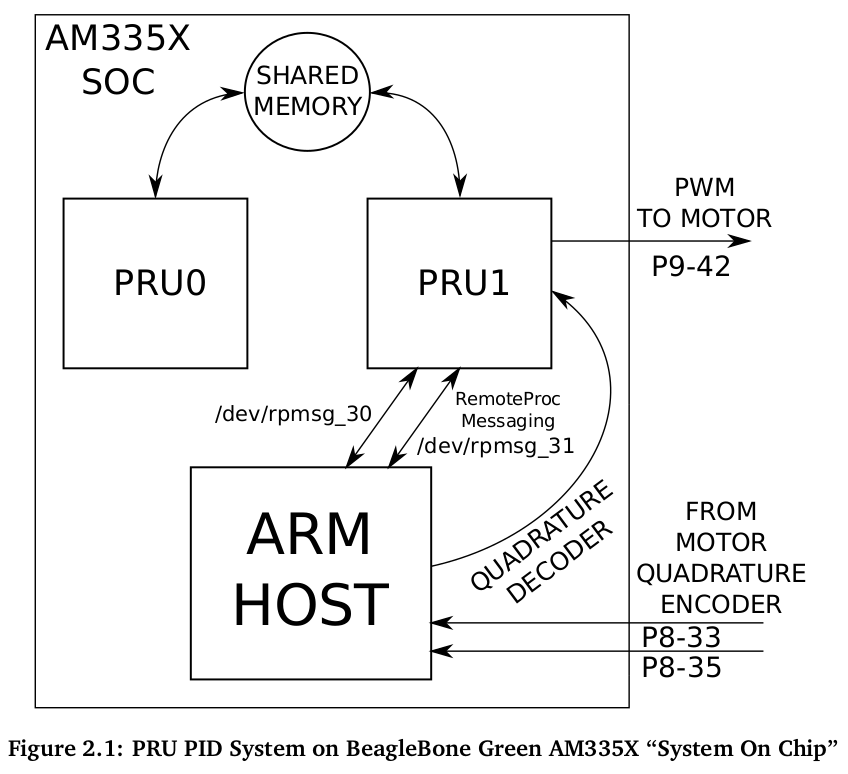 AM335X
SOC
SHARED
MEMORY
PRU0
PRU1
PWM
TO MOTOR
P9-42
/dev/rpmsg_30
RemoteProc
Messaging
/dev/rpmsg_31
ARM
HOST
QUADRATURE
DECODER
FROM
MOTOR
QUADRATURE
ENCODER
P8-33
P8-35
Figure 2.1: PRU PID System on BeagleBone Green AM335X “System On Chip”